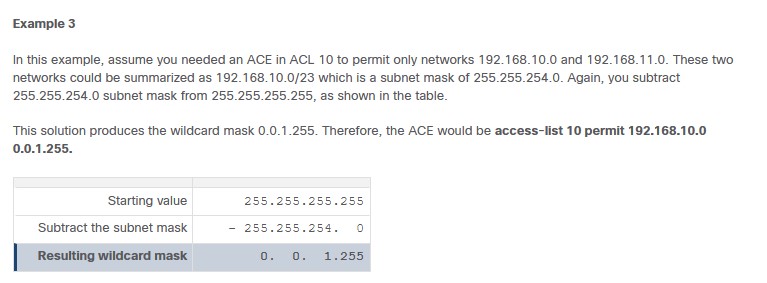 Example 3
In this example, assume you needed an ACE in ACL 10 to permit only networks 192.168.10.0 and 192.168.11.0. These two
networks could be summarized as 192.168.10.0/23 which is a subnet mask of 255.255.254.0. Again, you subtract
255.255.254.0 subnet mask from 255.255.255.255, as shown in the table.
This solution produces the wildcard mask 0.0.1.255. Therefore, the ACE would be access-list 10 permit 192.168.10.0
0.0.1.255.
Starting value 255.255.255.255
Subtract the subnet mask - 255.255.254. 0
Resulting wildcard mask 0. 0. 1.255